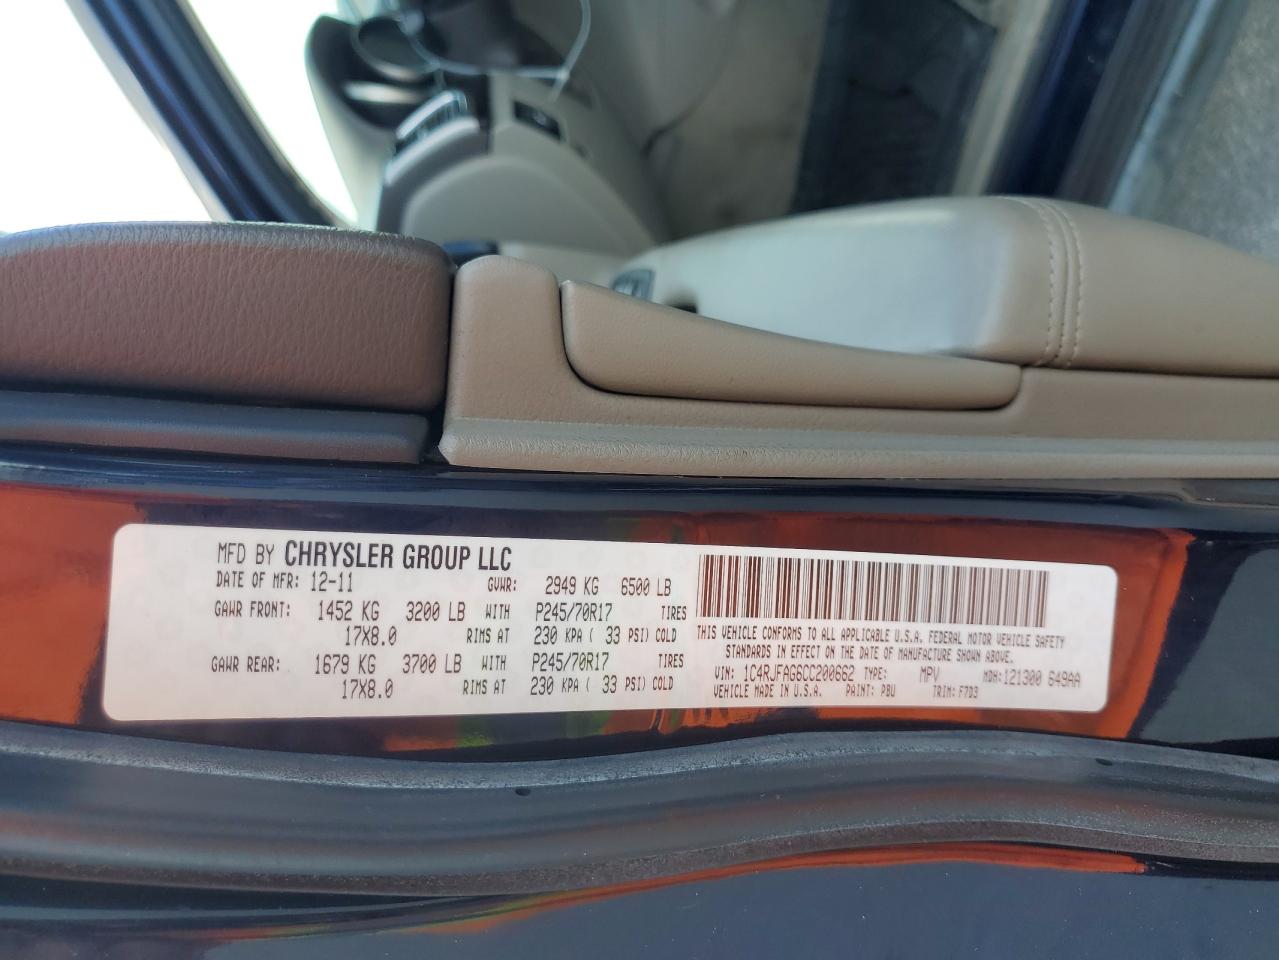 MFD BY CHRYSLER GROUP LLC
DATE OF MFR: 12-11 GVWR: 2949 KG 6500 LB
GAWR FRONT: 1452 KG 3200 LB WITH P245/70R17 TIRES
17X8.0 RIMS AT 230 KPA ( 33 PSI) COLD
GAWR REAR: 1679 KG 3700 LB WITH P245/70R17 TIRES
17X8.0 RIMS AT 230 KPA ( 33 PSI) COLD
THIS VEHICLE CONFORMS TO ALL APPLICABLE U.S.A. FEDERAL MOTOR VEHICLE SAFETY
STANDARDS IN EFFECT ON THE DATE OF MANUFACTURE SHOWN ABOVE.
VIN: 1C4RJFAG6CC200662 TYPE: MPV MDH: 121300 649AA
VEHICLE MADE IN U.S.A. PAINT: PBU TRIM: F7D3